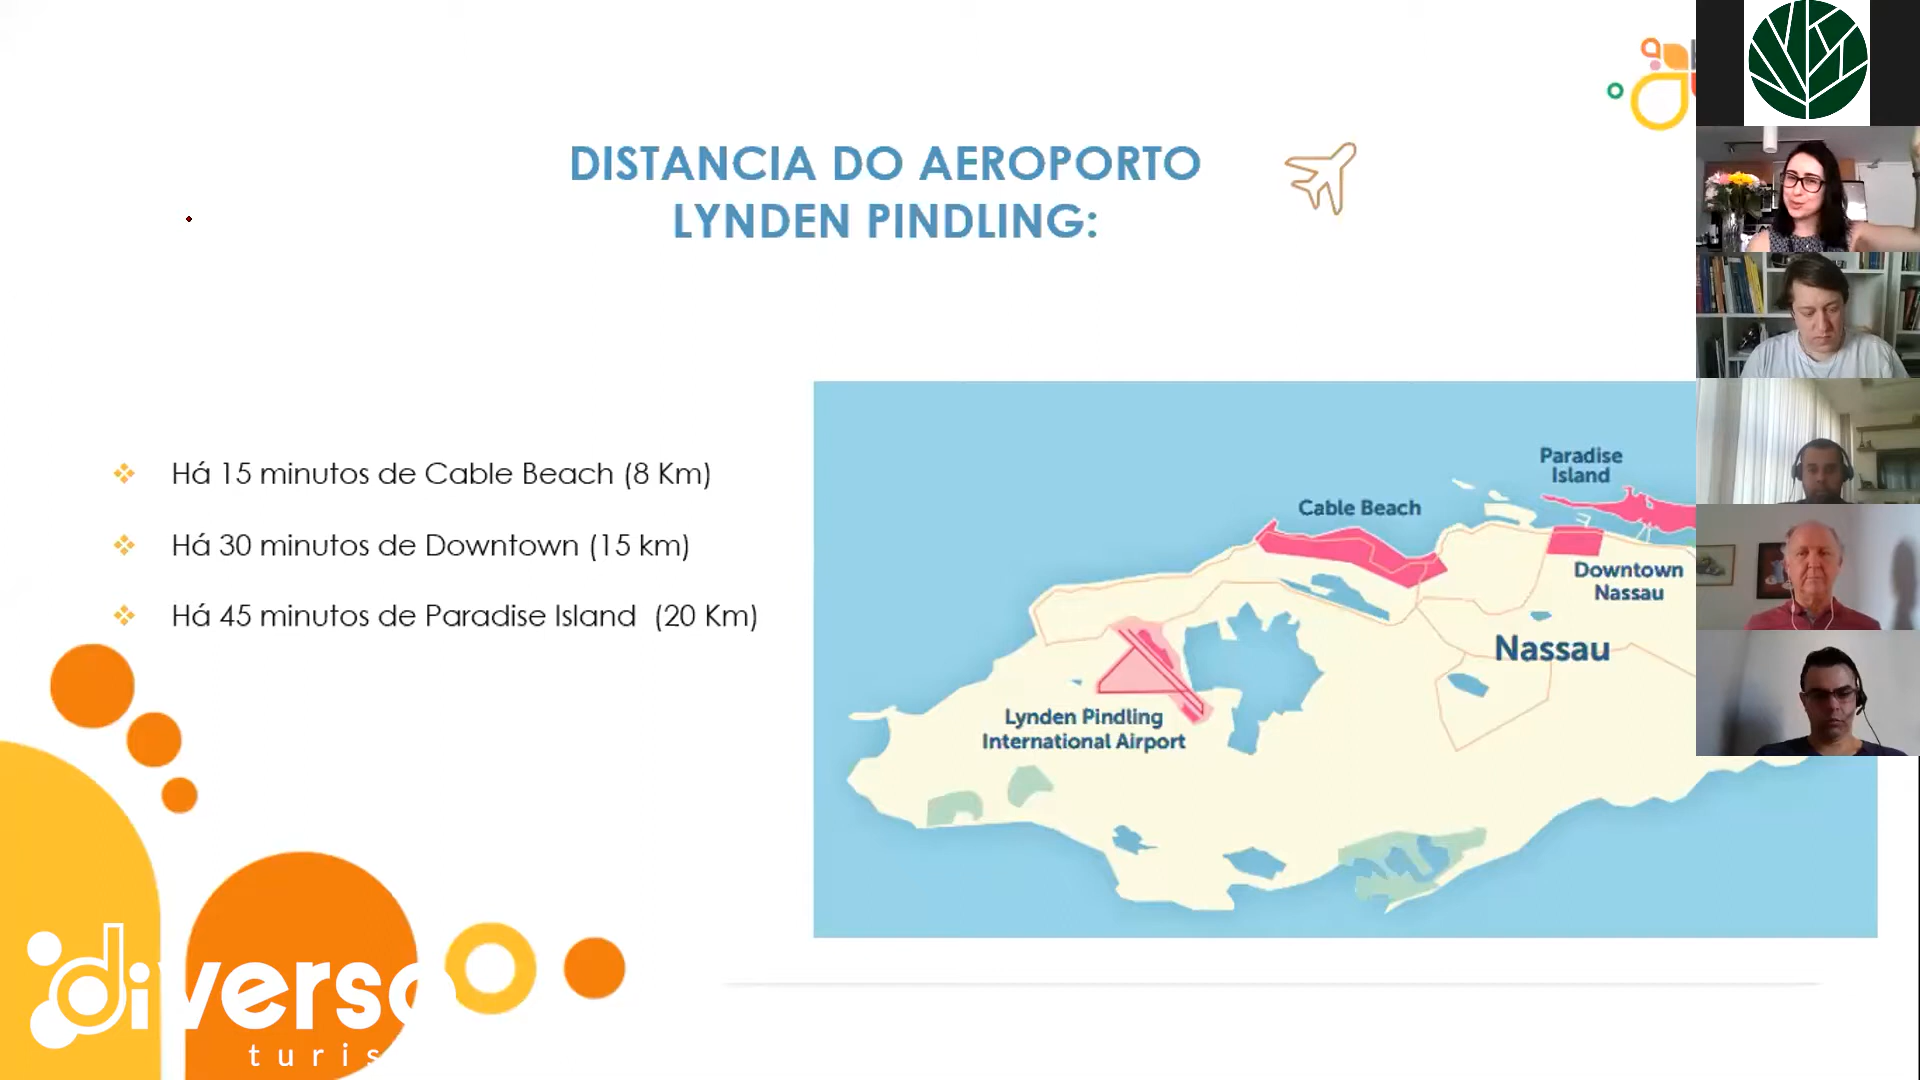 DISTANCIA DO AEROPORTO
LYNDEN PINDLING:
Há 15 minutos de Cable Beach (8 Km)
Há 30 minutos de Downtown (15 km)
Há 45 minutos de Paradise Island (20 Km)
Paradise
Island
Cable Beach
Downtown
Nassau
Nassau
Lynden Pindling
International Airport
diverso
turis